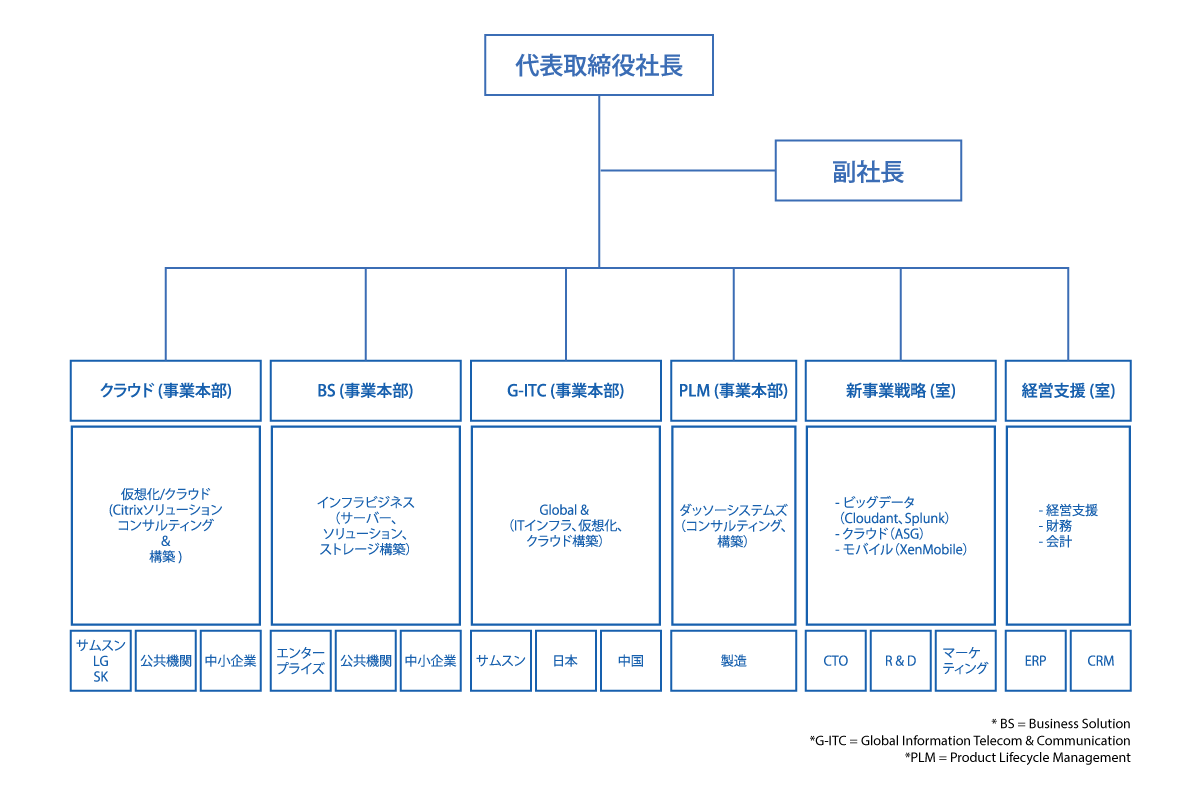 代表取締役社長
副社長
クラウド (事業本部)
BS (事業本部)
G-ITC (事業本部)
PLM (事業本部)
新事業戦略 (室)
経営支援 (室)
仮想化/クラウド
(Citrixソリューション
コンサルティング
&
構築 )
インフラビジネス
（サーバー、
ソリューション、
ストレージ構築）
Global &
（ITインフラ、仮想化、
クラウド構築）
ダッソーシステムズ
（コンサルティング、
構築）
- ビッグデータ
（Cloudant、Splunk）
- クラウド（ASG）
- モバイル（XenMobile）
- 経営支援
- 財務
- 会計
サムスン
LG
SK
公共機関
中小企業
エンター
プライズ
公共機関
中小企業
サムスン
日本
中国
製造
CTO
R & D
マーケ
ティング
ERP
CRM
* BS = Business Solution
*G-ITC = Global Information Telecom & Communication
*PLM = Product Lifecycle Management